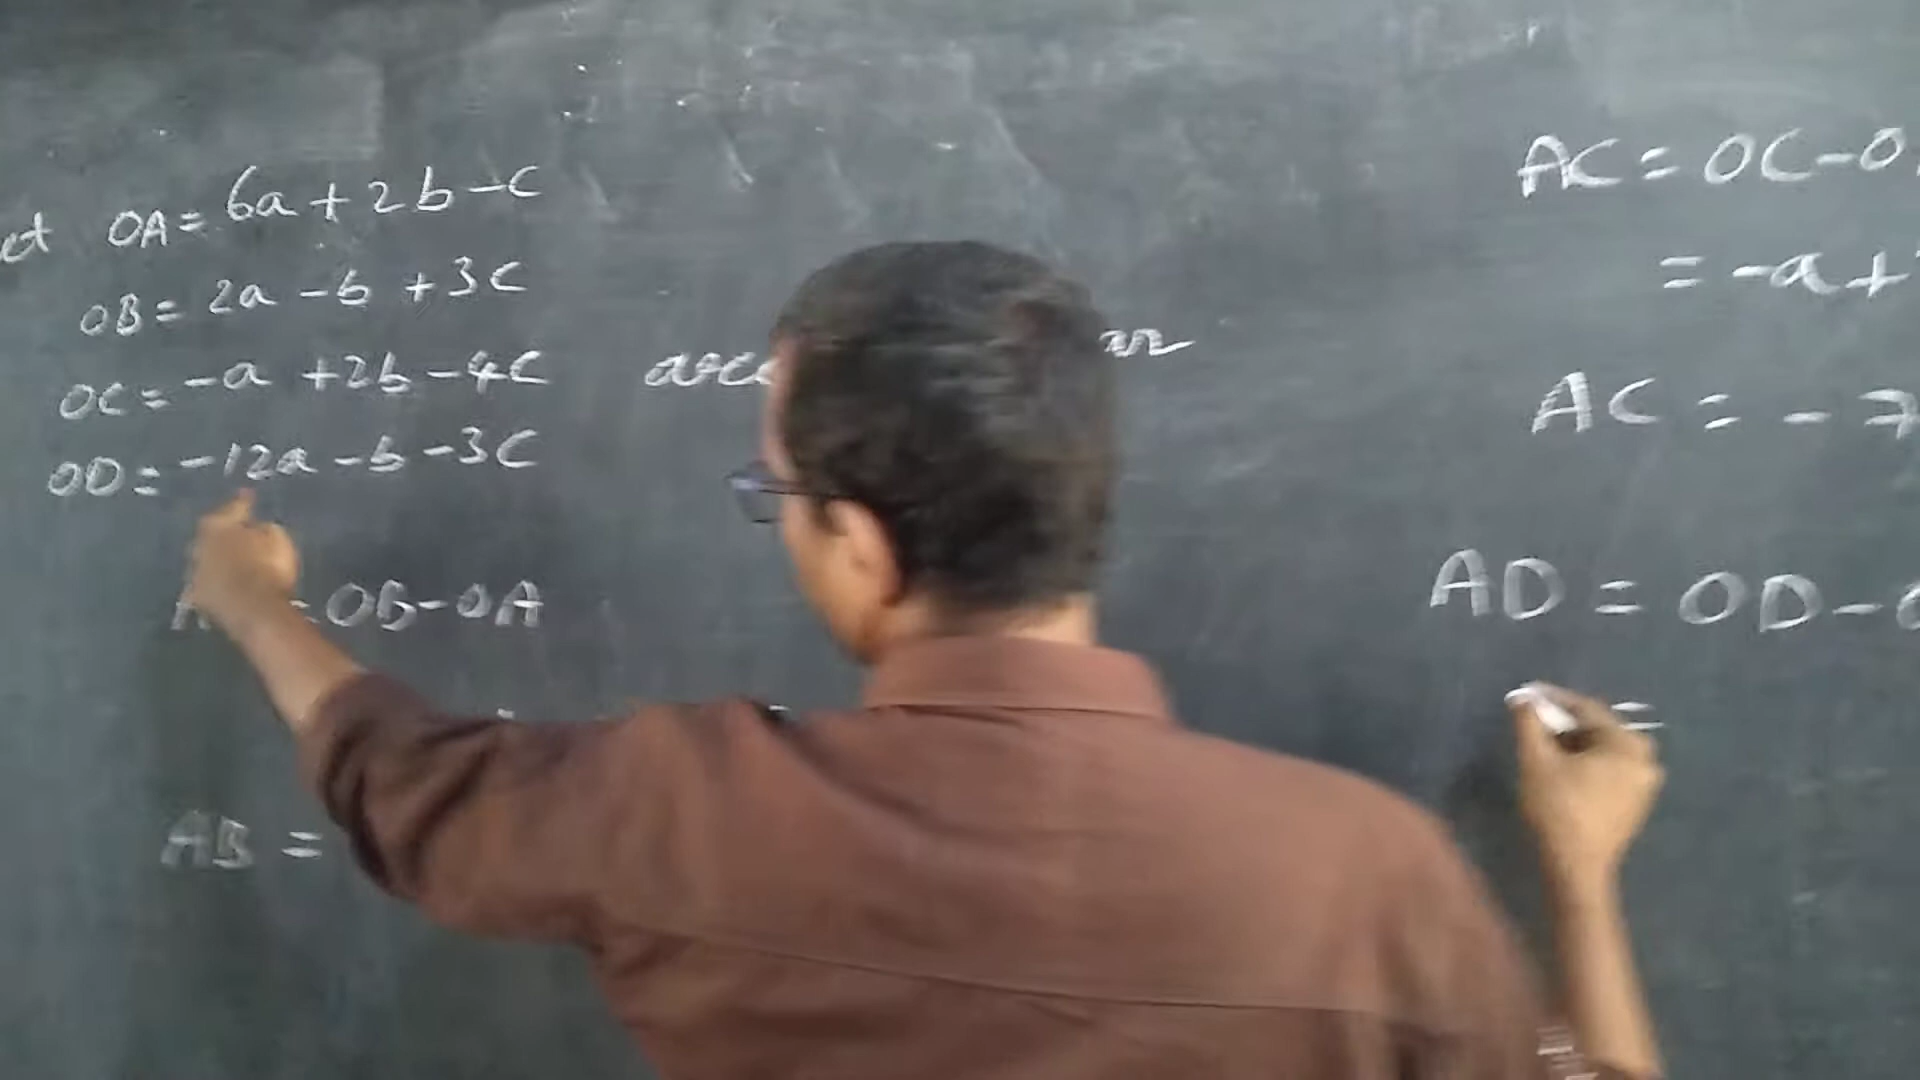 OA = 6a + 2b - c
OB = 2a - b + 3c
OC = -a + 2b - 4c
OD = -12a - b - 3c
= OB - OA
AB =
AC = OC - O
= -a +
AC = - 7
AD = OD - O
=